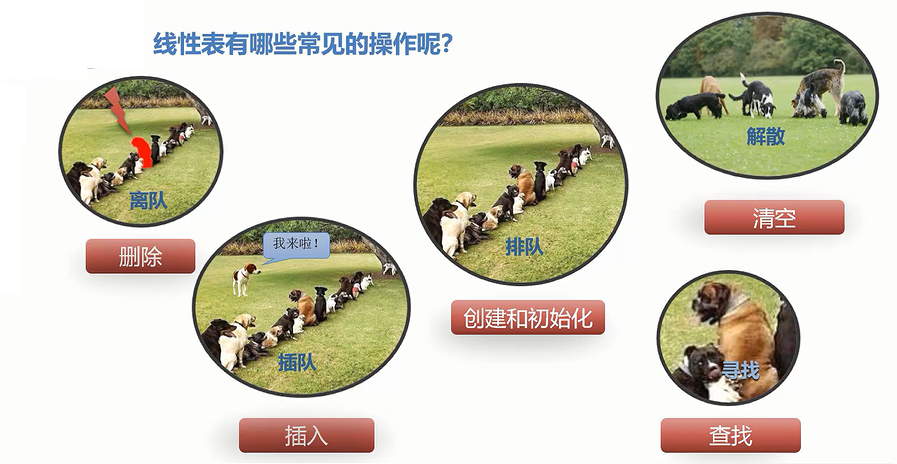 线性表有哪些常见的操作呢？
离队
删除
我来啦！
插队
插入
排队
创建和初始化
解散
清空
寻找
查找